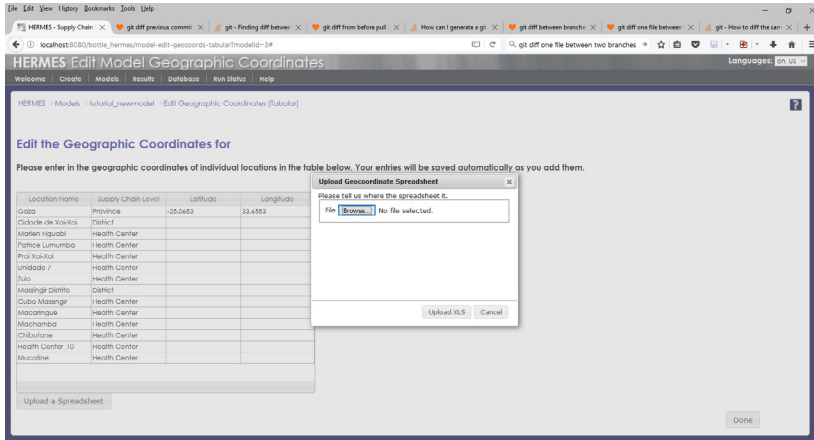 File Edit View History Bookmarks Tools Help
HERMES - Supply Chain git diff previous commit git - Finding diff between git diff from before pull How can I generate a git git diff between branche git diff one file between git - How to diff the sam
localhost:8080/bottle_hermes/model-edit-geocoords-tabular?modelId=3# git diff one file between two branches
HERMES Edit Model Geographic Coordinates Languages: en_US
Welcome Create Models Results Database Run Status Help
HERMES >Models >tutorial_newmodel >Edit Geographic Coordinates (Tabular) ?
Edit the Geographic Coordinates for
Please enter in the geographic coordinates of individual locations in the table below. Your entries will be saved automatically as you add them.
Upload Geocoordinate Spreadsheet
Please tell us where the spreadsheet it.
File Browse... No file selected.
Upload XLS Cancel
Location Name Supply Chain Level Latitude Longitude
Gaza Province -25.0683 33.6583
Cidade de Xai-Xai District
Marien Nguabi Health Center
Patrice Lumumba Health Center
Prai Xai-Xai Health Center
Unidade 7 Health Center
Zulo Health Center
Massingir Distrito District
Cubo Massingir Health Center
Macaringue Health Center
Machamba Health Center
Chibotane Health Center
Health Center_10 Health Center
Mucatine Health Center
Upload a Spreadsheet
Done